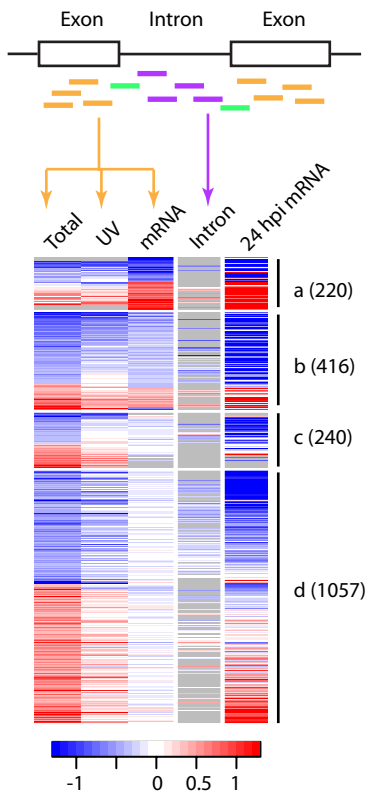 Exon Intron Exon
Total UV mRNA Intron 24 hpi mRNA
a (220)
b (416)
c (240)
d (1057)
-1 0 0.5 1